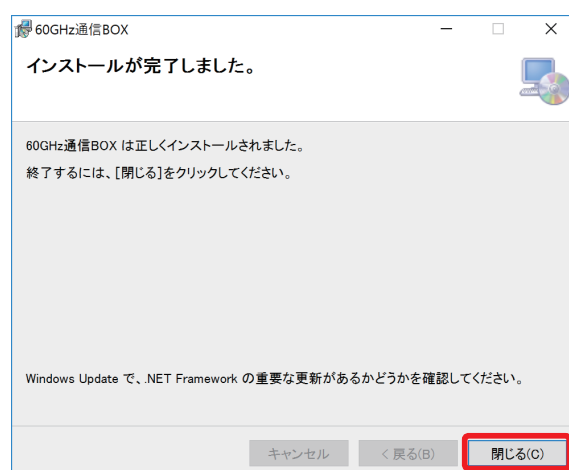 60GHz通信BOX
インストールが完了しました。
60GHz通信BOX は正しくインストールされました。
終了するには、[閉じる]をクリックしてください。
Windows Update で、.NET Framework の重要な更新があるかどうかを確認してください。
キャンセル
< 戻る(B)
閉じる(C)